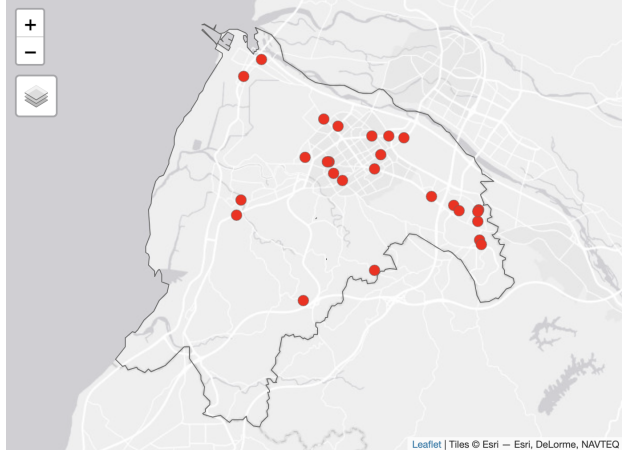 +
−
Leaflet | Tiles © Esri — Esri, DeLorme, NAVTEQ